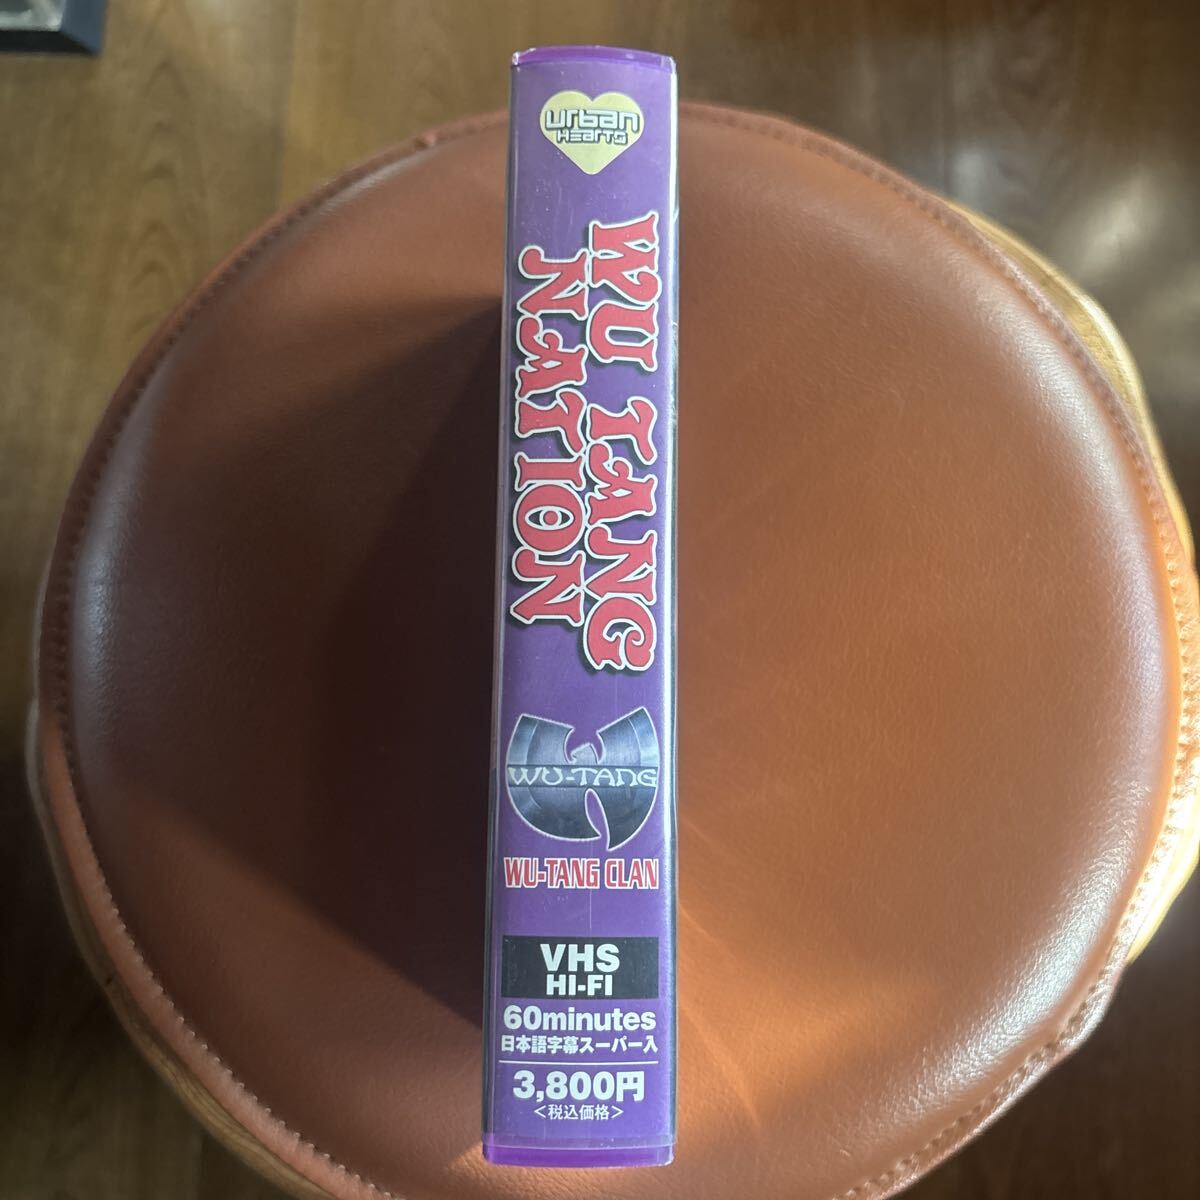 urban
HEarts
WU TANG
NATION
WU-TANG
WU-TANG CLAN
VHS
HI-FI
60minutes
日本語字幕スーパー入
3,800円
<税込価格>